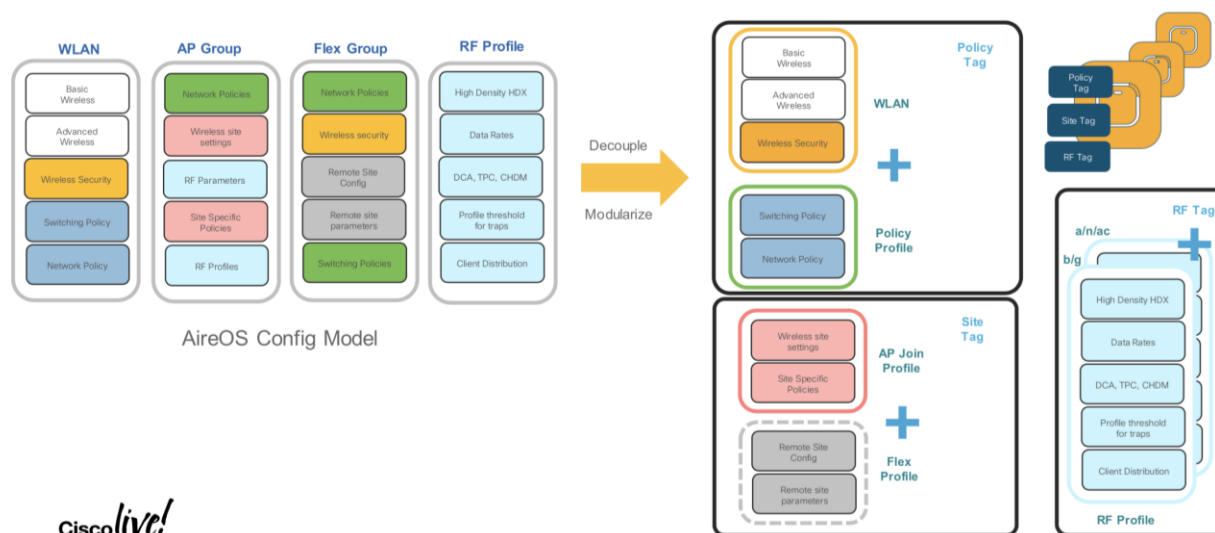 WLAN
Basic
Wireless
Advanced
Wireless
Wireless Security
Switching Policy
Network Policy
AP Group
Network Policies
Wireless site
settings
RF Parameters
Site Specific
Policies
RF Profiles
Flex Group
Network Policies
Wireless security
Remote Site
Config
Remote site
parameters
Switching Policies
RF Profile
High Density HDX
Data Rates
DCA, TPC, CHDM
Profile threshold
for traps
Client Distribution
AireOS Config Model
Decouple
Modularize
Policy
Tag
Basic
Wireless
Advanced
Wireless
Wireless Security
WLAN
Switching Policy
Network Policy
Policy
Profile
Site
Tag
Wireless site
settings
Site Specific
Policies
AP Join
Profile
Remote Site
Config
Remote site
parameters
Flex
Profile
Policy
Tag
Site Tag
RF Tag
RF Tag
a/n/ac
b/g
High Density HDX
Data Rates
DCA, TPC, CHDM
Profile threshold
for traps
Client Distribution
RF Profile
Cisco live!